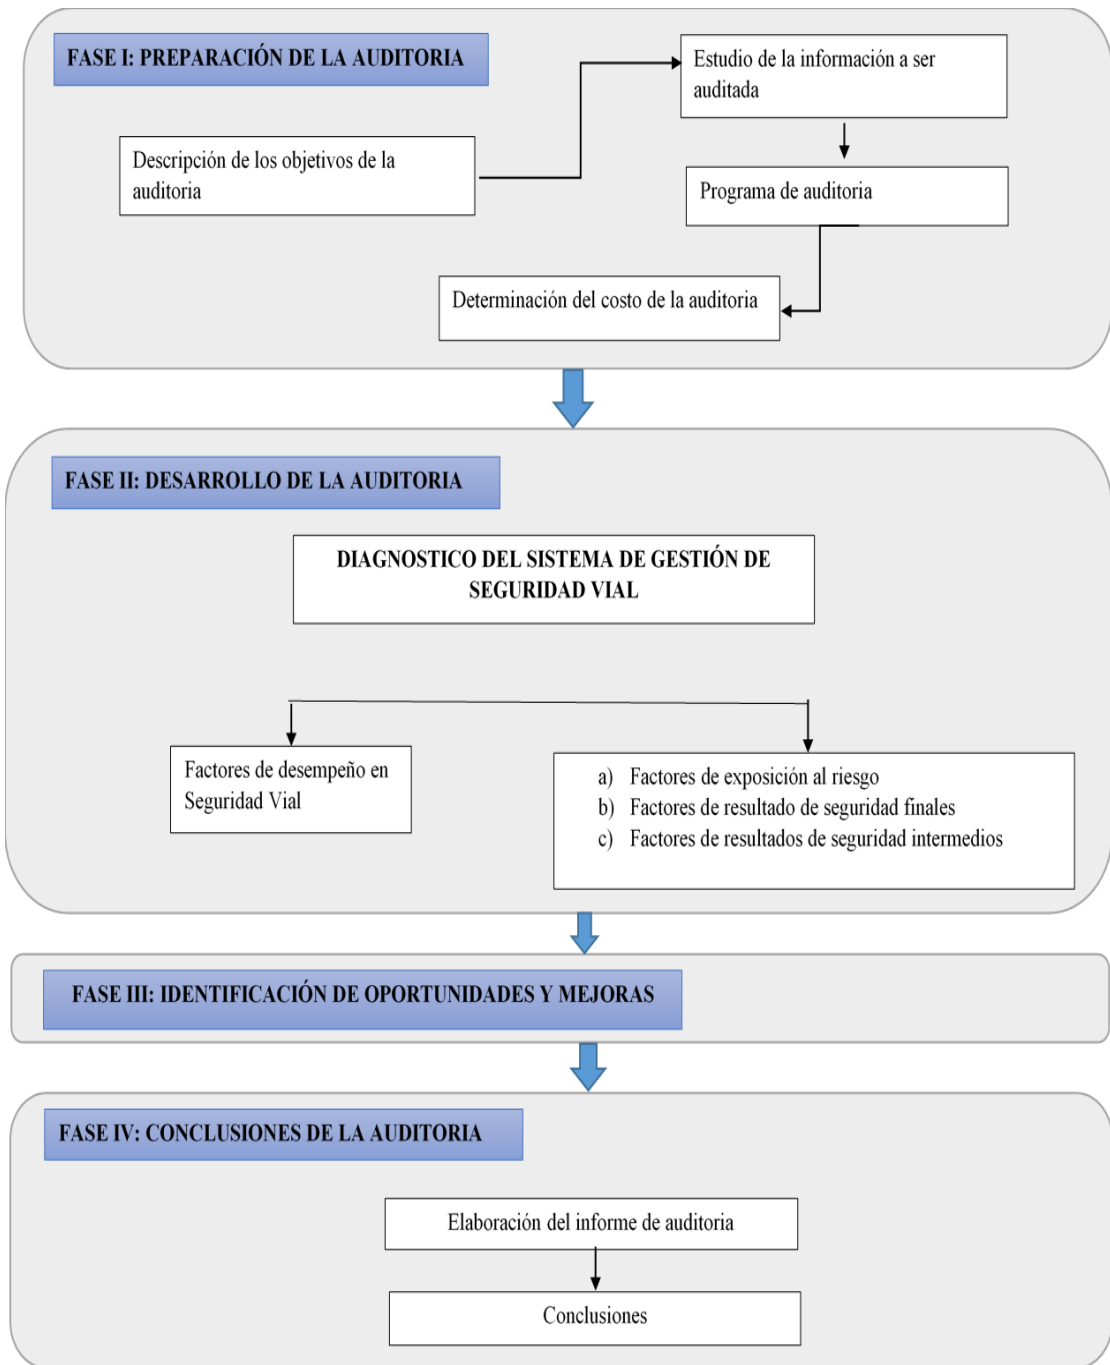 FASE I: PREPARACIÓN DE LA AUDITORIA
Estudio de la información a ser
auditada
Descripción de los objetivos de la
auditoria
Programa de auditoria
Determinación del costo de la auditoria
FASE II: DESARROLLO DE LA AUDITORIA
DIAGNOSTICO DEL SISTEMA DE GESTIÓN DE
SEGURIDAD VIAL
Factores de desempeño en
Seguridad Vial
a) Factores de exposición al riesgo
b) Factores de resultado de seguridad finales
c) Factores de resultados de seguridad intermedios
FASE III: IDENTIFICACIÓN DE OPORTUNIDADES Y MEJORAS
FASE IV: CONCLUSIONES DE LA AUDITORIA
Elaboración del informe de auditoria
Conclusiones